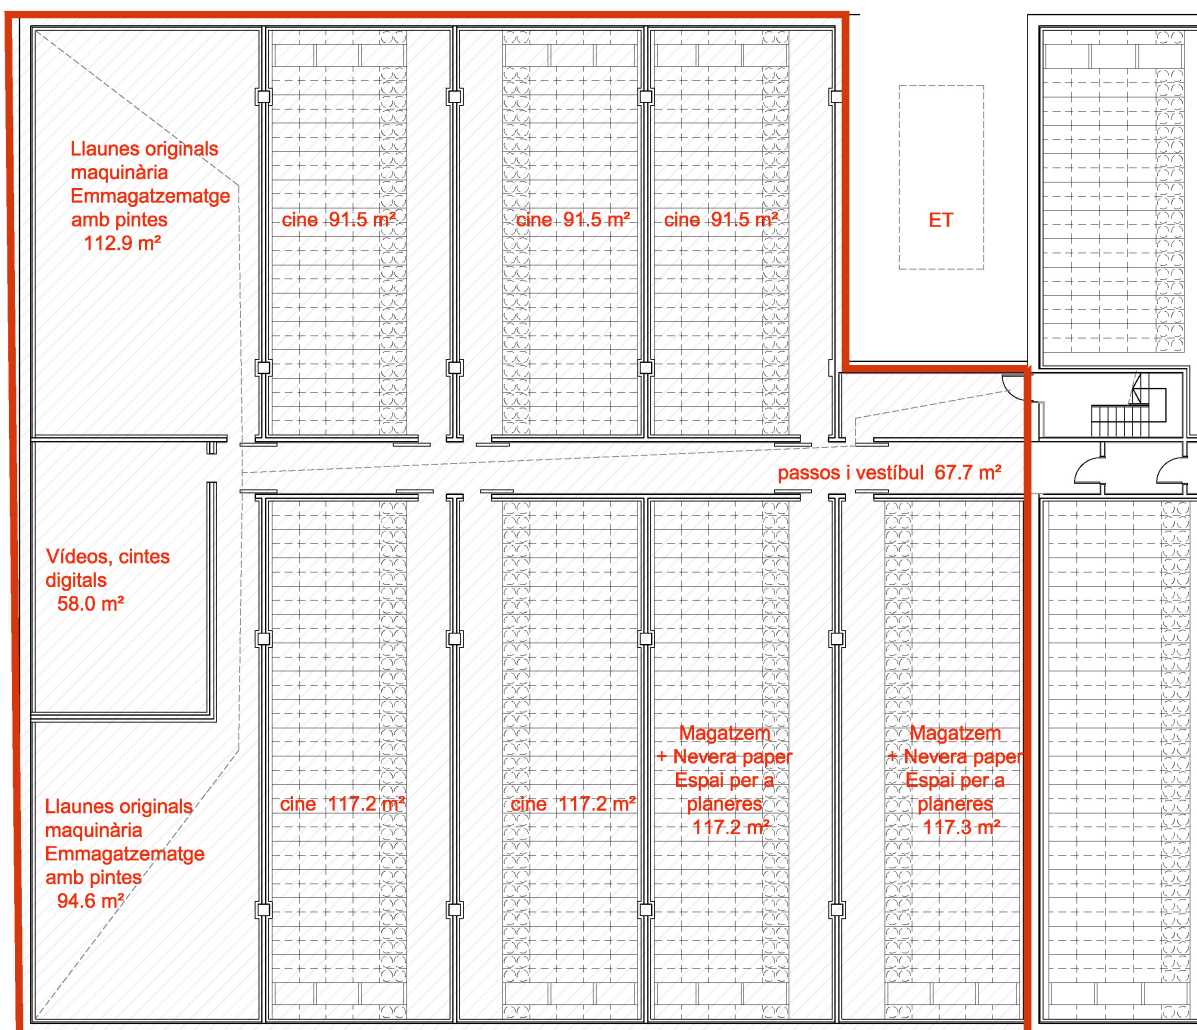 Llaunes originals
maquinària
Emmagatzematge
amb pintes
112.9 m²
cine 91.5 m²
cine 91.5 m²
cine 91.5 m²
ET
passos i vestíbul 67.7 m²
Vídeos, cintes
digitals
58.0 m²
Llaunes originals
maquinària
Emmagatzematge
amb pintes
94.6 m²
cine 117.2 m²
cine 117.2 m²
Magatzem
+ Nevera paper
Espai per a
planeres
117.2 m²
Magatzem
+ Nevera paper
Espai per a
planeres
117.3 m²